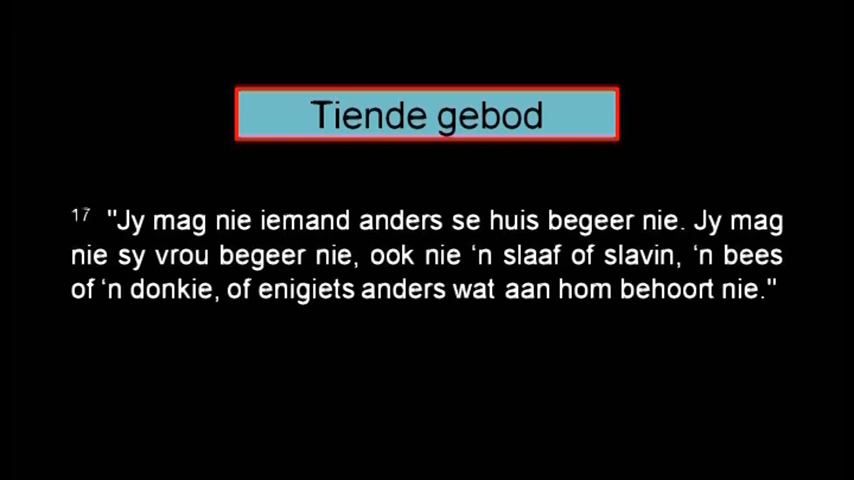 Tiende gebod
17 "Jy mag nie iemand anders se huis begeer nie. Jy mag
nie sy vrou begeer nie, ook nie ‘n slaaf of slavin, ‘n bees
of ‘n donkie, of enigiets anders wat aan hom behoort nie."